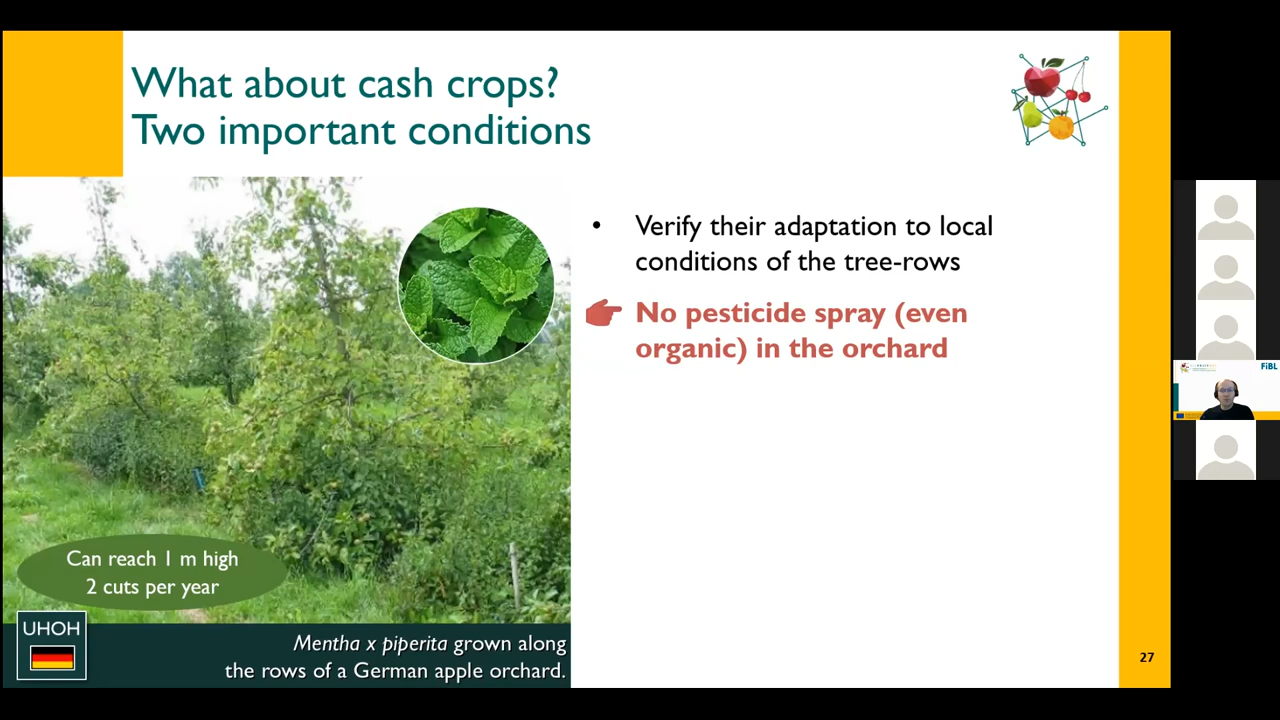 What about cash crops?
Two important conditions
• Verify their adaptation to local
conditions of the tree-rows
No pesticide spray (even
organic) in the orchard
Can reach 1 m high
2 cuts per year
UHOH
Mentha x piperita grown along
the rows of a German apple orchard.
27
FiBL